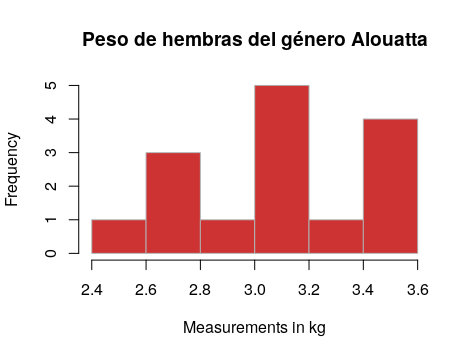 Peso de hembras del género Alouatta
Frequency
5
4
3
2
1
0
2.4 2.6 2.8 3.0 3.2 3.4 3.6
Measurements in kg